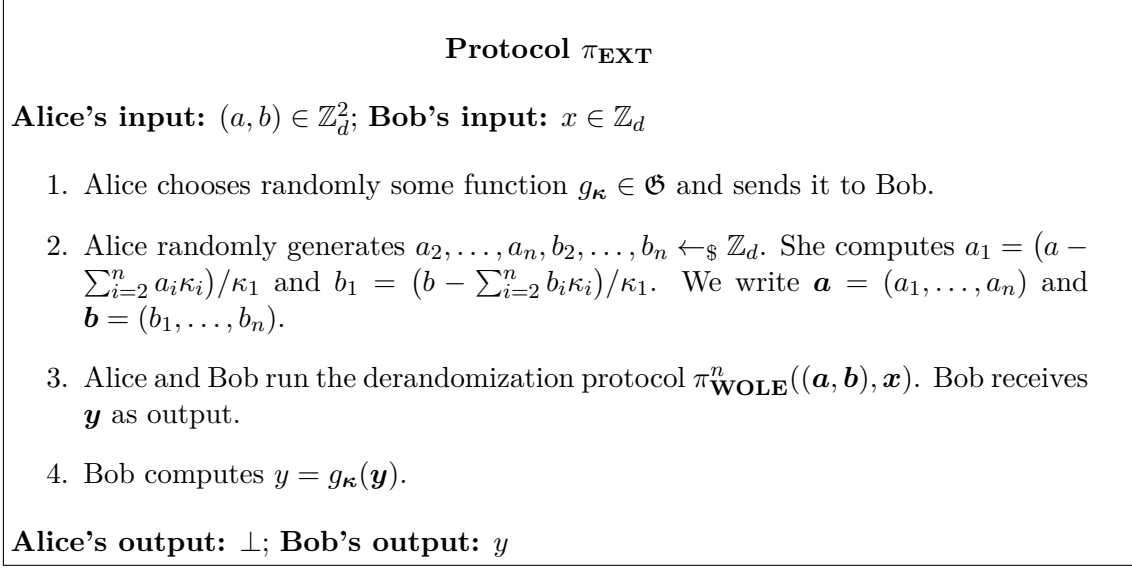 Protocol π_EXT
Alice's input: (a, b) ∈ ℤ_d^2; Bob's input: x ∈ ℤ_d
1. Alice chooses randomly some function g_κ ∈ 𝕲 and sends it to Bob.
2. Alice randomly generates a_2, . . . , a_n, b_2, . . . , b_n ←_$ ℤ_d. She computes a_1 = (a −
∑_{i=2}^n a_iκ_i)/κ_1 and b_1 = (b − ∑_{i=2}^n b_iκ_i)/κ_1. We write a = (a_1, . . . , a_n) and
b = (b_1, . . . , b_n).
3. Alice and Bob run the derandomization protocol π_WOLE^n((a, b), x). Bob receives
y as output.
4. Bob computes y = g_κ(y).
Alice's output: ⊥; Bob's output: y